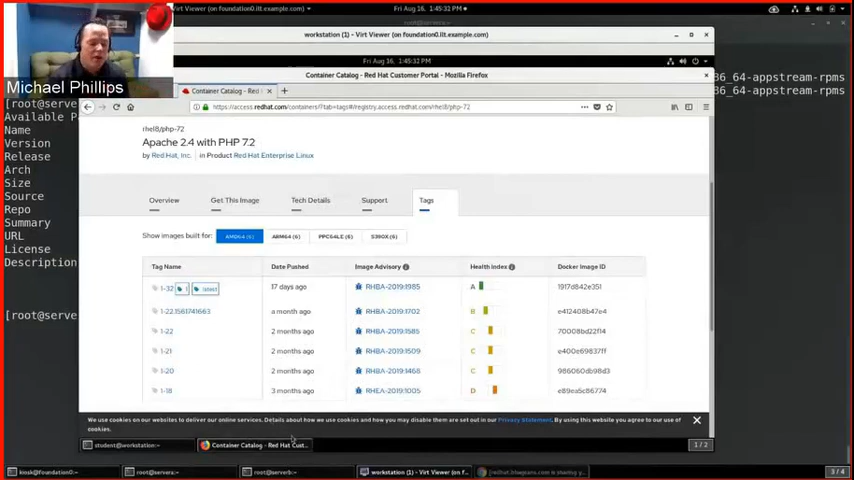 root@servera:~
Fri Aug 16, 1:45:32 PM
root@servera:~
workstation (1) - Virt Viewer (on foundation0.ilt.example.com)
Fri Aug 16, 1:45:32 PM
Container Catalog - Red Hat Customer Portal - Mozilla Firefox
Container Catalog - Red H
https://access.redhat.com/containers/?tab=tags#/registry.access.redhat.com/rhel8/php-72
Michael Phillips
86_64-appstream-rpms
86_64-appstream-rpms
[root@serve
Available P
Name
Version
Release
Arch
Size
Source
Repo
Summary
URL
License
Description
[root@serve
rhel8/php-72
Apache 2.4 with PHP 7.2
by Red Hat, Inc. in Product Red Hat Enterprise Linux
Overview Get This Image Tech Details Support Tags
Show images built for: AMD64 (6) ARM64 (6) PPC64LE (6) S390X (6)
Tag Name Date Pushed Image Advisory Health Index Docker Image ID
1-32 1 latest 17 days ago RHBA-2019:1985 A 1917d842e351
1-22.1561741663 a month ago RHBA-2019:1702 B e412408b47e4
1-22 2 months ago RHBA-2019:1585 C 70008bd22f14
1-21 2 months ago RHBA-2019:1509 C e400e69837ff
1-20 2 months ago RHBA-2019:1468 C 986060db98d3
1-18 3 months ago RHEA-2019:1005 D e89ea5c86774
We use cookies on our websites to deliver our online services. Details about how we use cookies and how you may disable them are set out in our Privacy Statement. By using this website you agree to our use of
cookies.
student@workstation:~ Container Catalog - Red Hat Cust... 1 / 2
kiosk@foundation0:~ root@servera:~ root@serverb:~ workstation (1) - Virt Viewer (on f... redhat.bluejeans.com is sharing y... 3 / 4